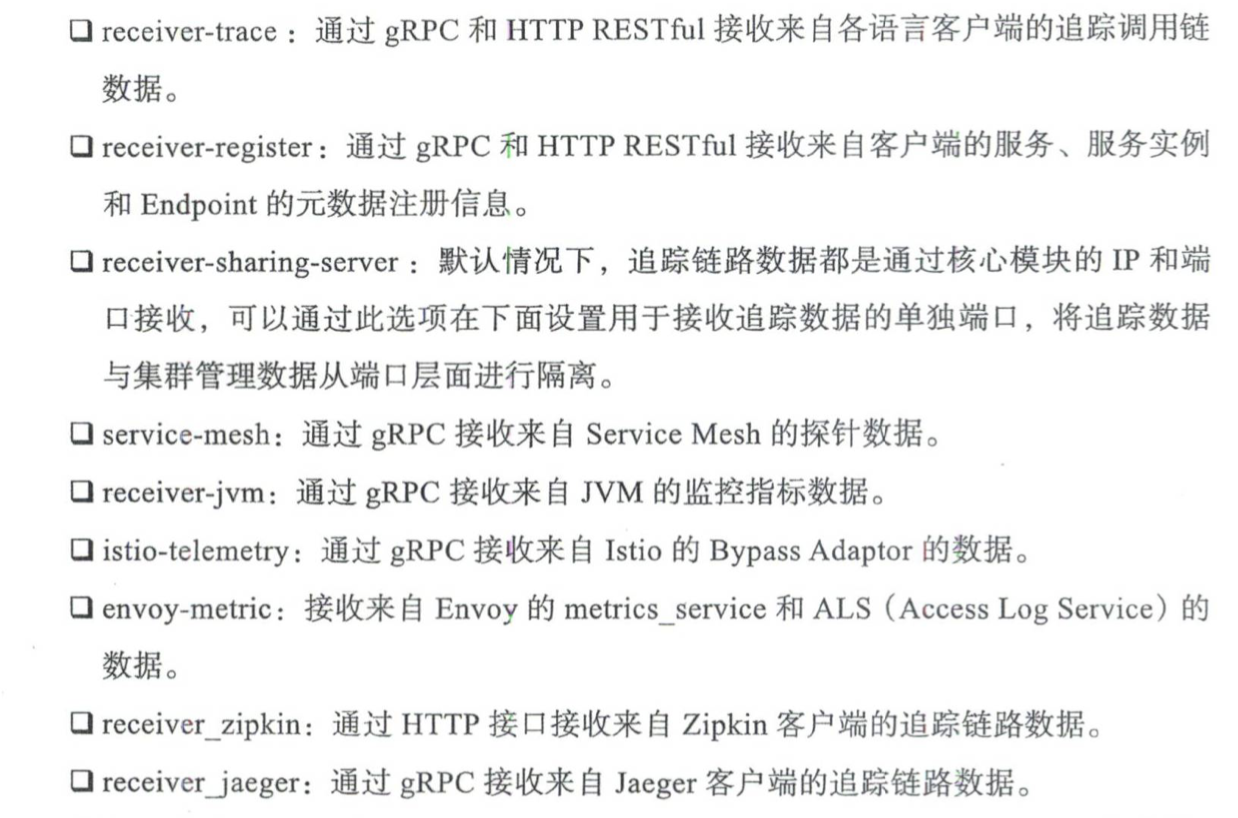 ❑ receiver-trace：通过 gRPC 和 HTTP RESTful 接收来自各语言客户端的追踪调用链
数据。
❑ receiver-register：通过 gRPC 和 HTTP RESTful 接收来自客户端的服务、服务实例
和 Endpoint 的元数据注册信息。
❑ receiver-sharing-server：默认情况下，追踪链路数据都是通过核心模块的 IP 和端
口接收，可以通过此选项在下面设置用于接收追踪数据的单独端口，将追踪数据
与集群管理数据从端口层面进行隔离。
❑ service-mesh：通过 gRPC 接收来自 Service Mesh 的探针数据。
❑ receiver-jvm：通过 gRPC 接收来自 JVM 的监控指标数据。
❑ istio-telemetry：通过 gRPC 接收来自 Istio 的 Bypass Adaptor 的数据。
❑ envoy-metric：接收来自 Envoy 的 metrics_service 和 ALS（Access Log Service）的
数据。
❑ receiver_zipkin：通过 HTTP 接口接收来自 Zipkin 客户端的追踪链路数据。
❑ receiver_jaeger：通过 gRPC 接收来自 Jaeger 客户端的追踪链路数据。